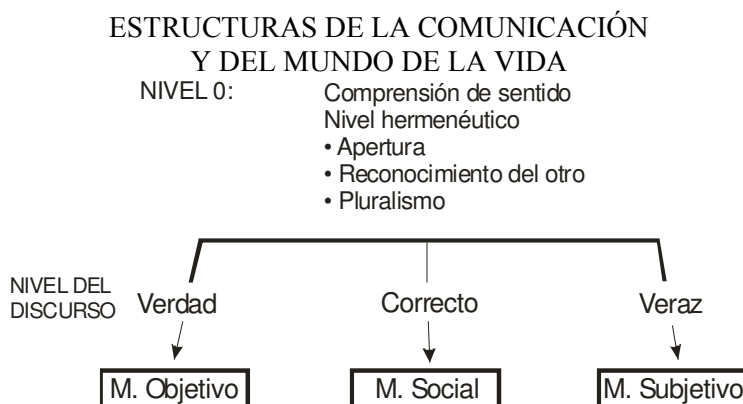 ESTRUCTURAS DE LA COMUNICACIÓN
Y DEL MUNDO DE LA VIDA
NIVEL 0: Comprensión de sentido
Nivel hermenéutico
• Apertura
• Reconocimiento del otro
• Pluralismo
NIVEL DEL
DISCURSO Verdad Correcto Veraz
M. Objetivo M. Social M. Subjetivo